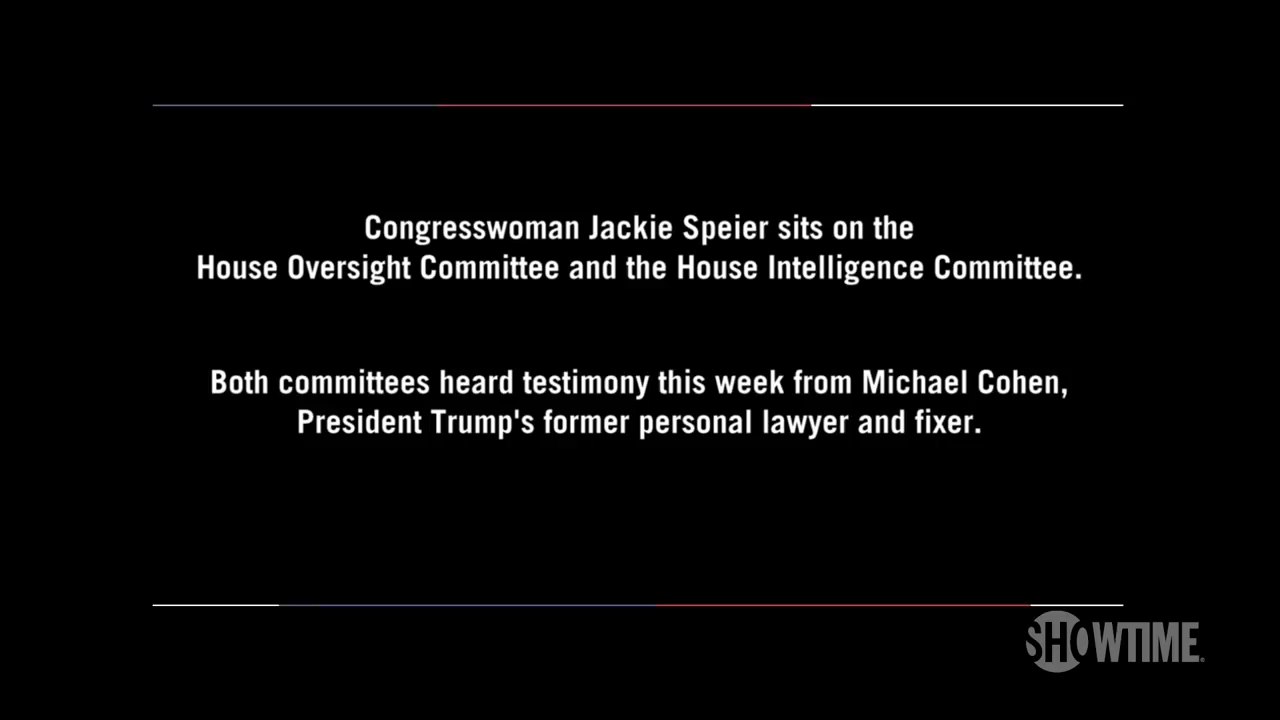 Congresswoman Jackie Speier sits on the
House Oversight Committee and the House Intelligence Committee.
Both committees heard testimony this week from Michael Cohen,
President Trump's former personal lawyer and fixer.
SHOWTIME®